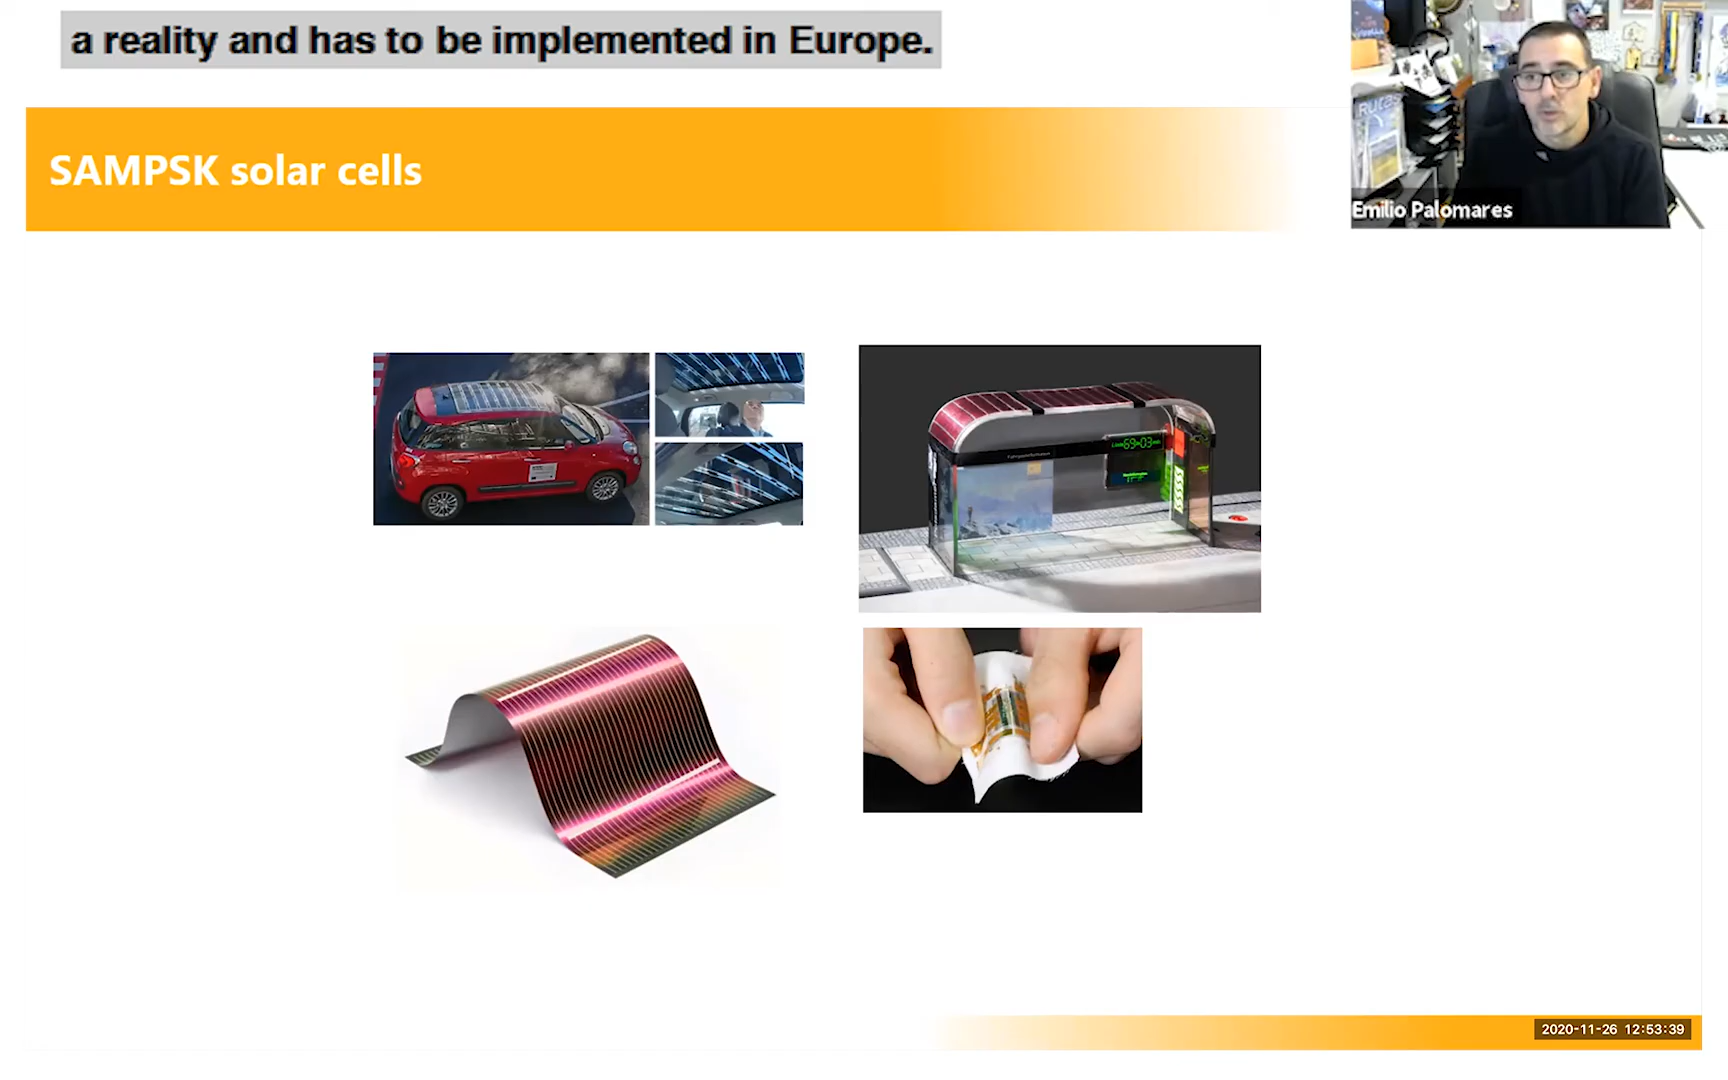 a reality and has to be implemented in Europe.
SAMPSK solar cells
Rutas
Emilio Palomares
2020-11-26 12:53:39